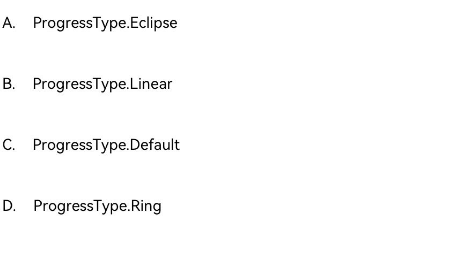 A. ProgressType.Eclipse
B. ProgressType.Linear
C. ProgressType.Default
D. ProgressType.Ring